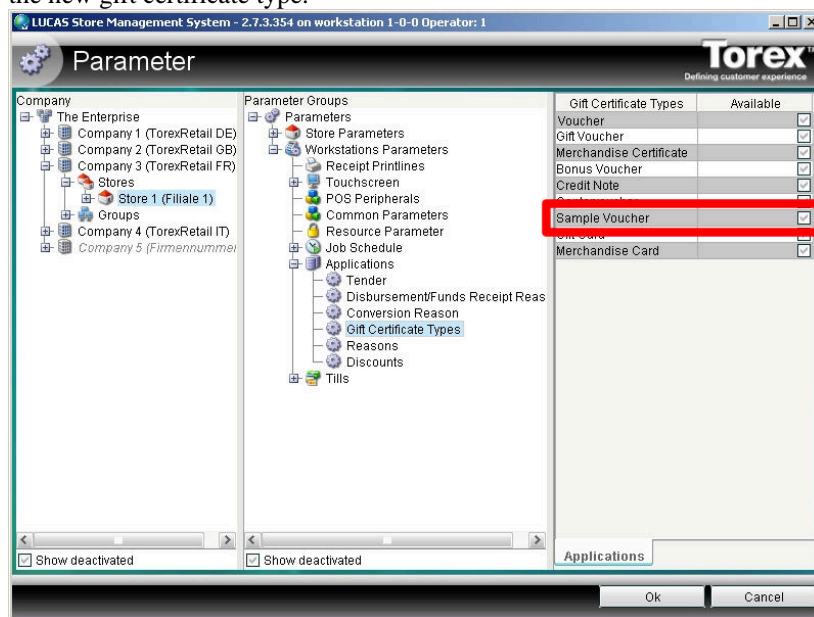 the new gift certificate type.
LUCAS Store Management System - 2.7.3.354 on workstation 1-0-0 Operator: 1
Parameter
Torex™
Defining customer experience
Company
The Enterprise
Company 1 (TorexRetail DE)
Company 2 (TorexRetail GB)
Company 3 (TorexRetail FR)
Stores
Store 1 (Filiale 1)
Groups
Company 4 (TorexRetail IT)
Company 5 (Firmennummer
Show deactivated
Parameter Groups
Parameters
Store Parameters
Workstations Parameters
Receipt Printlines
Touchscreen
POS Peripherals
Common Parameters
Resource Parameter
Job Schedule
Applications
Tender
Disbursement/Funds Receipt Reas
Conversion Reason
Gift Certificate Types
Reasons
Discounts
Tills
Show deactivated
Gift Certificate Types Available
Voucher
Gift Voucher
Merchandise Certificate
Bonus Voucher
Credit Note
Sample Voucher
Gift Card
Merchandise Card
Applications
Ok Cancel